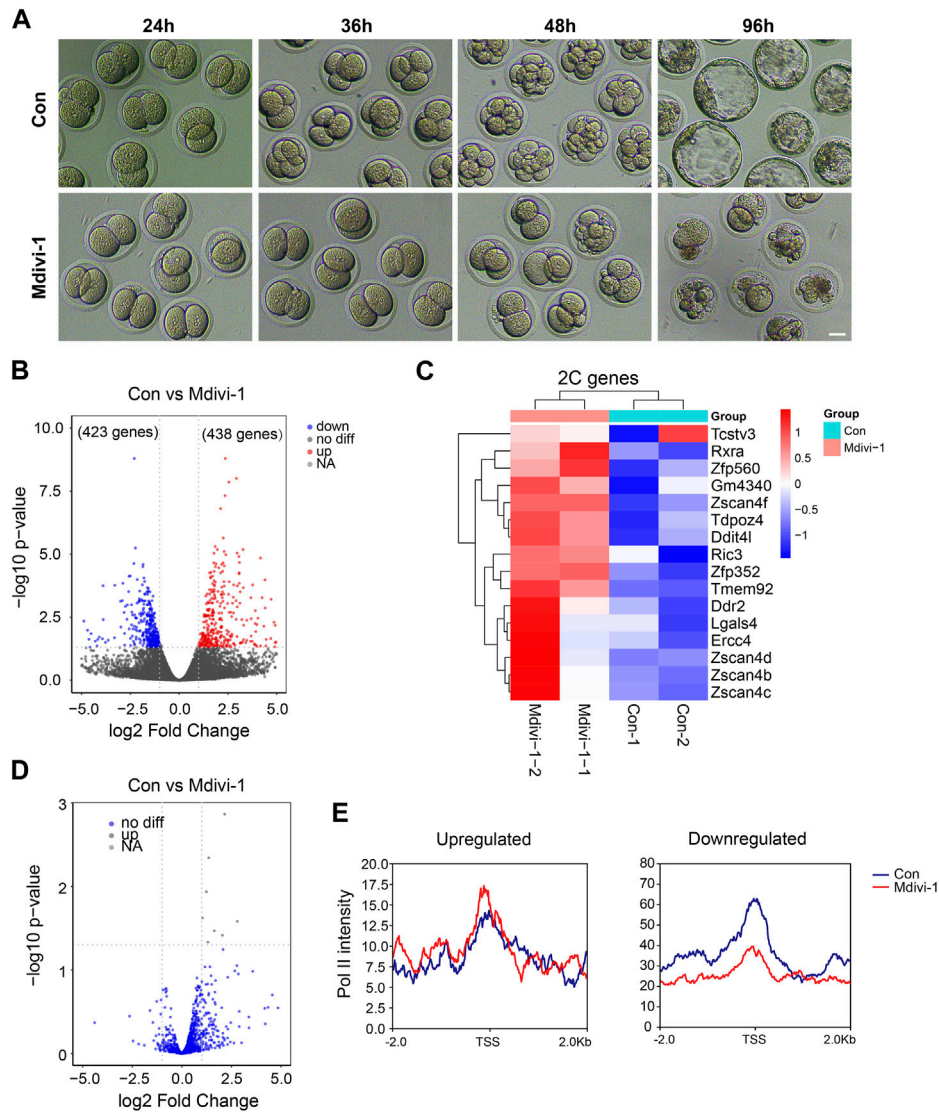 A
24h 36h 48h 96h
Con
Mdivi-1
B
Con vs Mdivi-1
(423 genes) (438 genes)
down
no diff
up
NA
10.0
7.5
5.0
2.5
0.0
−log10 p-value
−5.0 −2.5 0.0 2.5 5.0
log2 Fold Change
C
2C genes
Group
Tcstv3
Rxra
Zfp560
Gm4340
Zscan4f
Tdpoz4
Ddit4l
Ric3
Zfp352
Tmem92
Ddr2
Lgals4
Ercc4
Zscan4d
Zscan4b
Zscan4c
Mdivi-1-2 Mdivi-1-1 Con-1 Con-2
1
0.5
0
−0.5
−1
Group
Con
Mdivi-1
D
Con vs Mdivi-1
no diff
up
NA
3
2
1
0
−log10 p-value
−5.0 −2.5 0.0 2.5 5.0
log2 Fold Change
E
Upregulated
Pol II intensity
20.0
17.5
15.0
12.5
10.0
7.5
5.0
2.5
0.0
-2.0 TSS 2.0Kb
Downregulated
80
70
60
50
40
30
20
10
0
-2.0 TSS 2.0Kb
Con
Mdivi-1